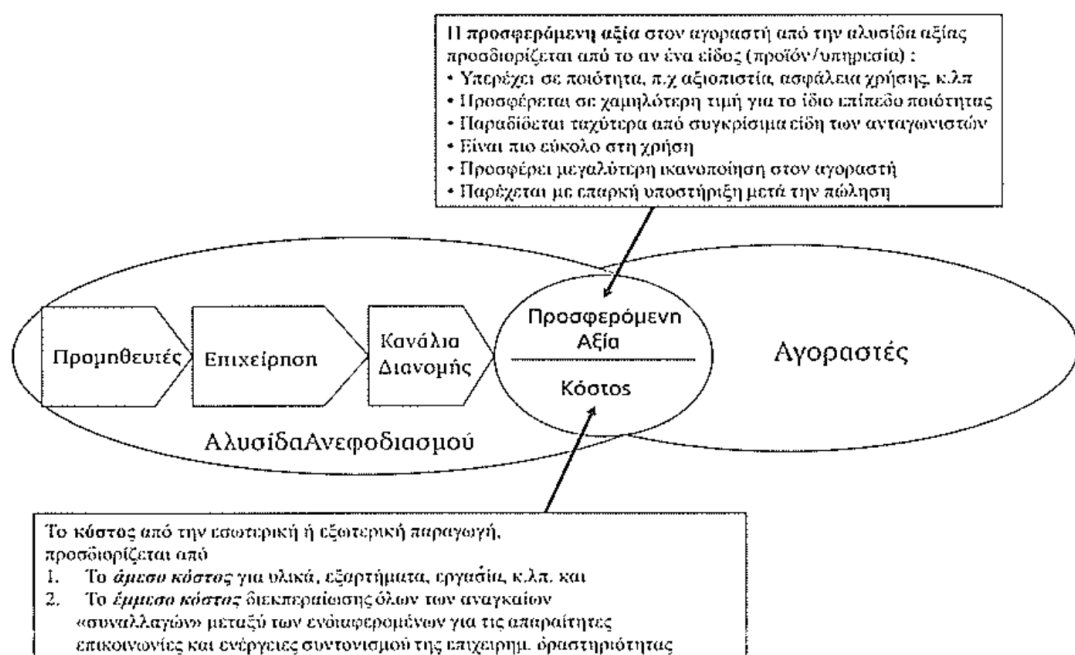 Η προσφερόμενη αξία στον αγοραστή από την αλυσίδα αξίας
προσδιορίζεται από το αν ένα είδος (προϊόν/υπηρεσία) :
• Υπερέχει σε ποιότητα, π.χ αξιοπιστία, ασφάλεια χρήσης, κ.λπ
• Προσφέρεται σε χαμηλότερη τιμή για το ίδιο επίπεδο ποιότητας
• Παραδίδεται ταχύτερα από συγκρίσιμα είδη των ανταγωνιστών
• Είναι πιο εύκολο στη χρήση
• Προσφέρει μεγαλύτερη ικανοποίηση στον αγοραστή
• Παρέχεται με επαρκή υποστήριξη μετά την πώληση
Προμηθευτές
Επιχείρηση
Κανάλια
Διανομής
Προσφερόμενη
Αξία
Κόστος
Αγοραστές
ΑλυσίδαΑνεφοδιασμού
Το κόστος από την εσωτερική ή εξωτερική παραγωγή,
προσδιορίζεται από
1. Το άμεσο κόστος για υλικά, εξαρτήματα, εργασία, κ.λπ. και
2. Το έμμεσο κόστος διεκπεραίωσης όλων των αναγκαίων
«συναλλαγών» μεταξύ των ενδιαφερομένων για τις απαραίτητες
επικοινωνίες και ενέργειες συντονισμού της επιχειρημ. δραστηριότητας